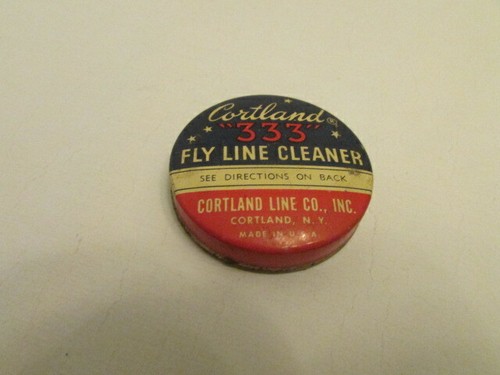 Cortland®
"333"
FLY LINE CLEANER
SEE DIRECTIONS ON BACK
CORTLAND LINE CO., INC.
CORTLAND, N. Y.
MADE IN U.S.A.